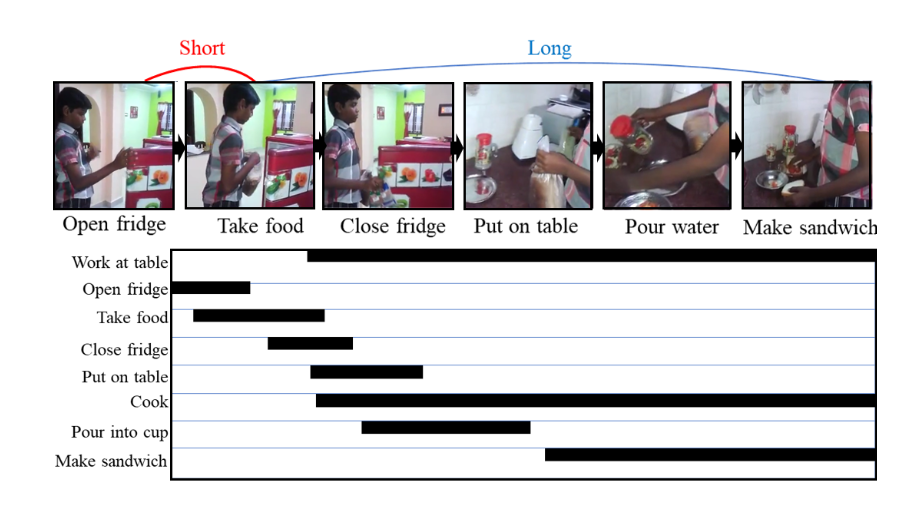 Short
Long
Open fridge
Take food
Close fridge
Put on table
Pour water
Make sandwich
Work at table
Open fridge
Take food
Close fridge
Put on table
Cook
Pour into cup
Make sandwich